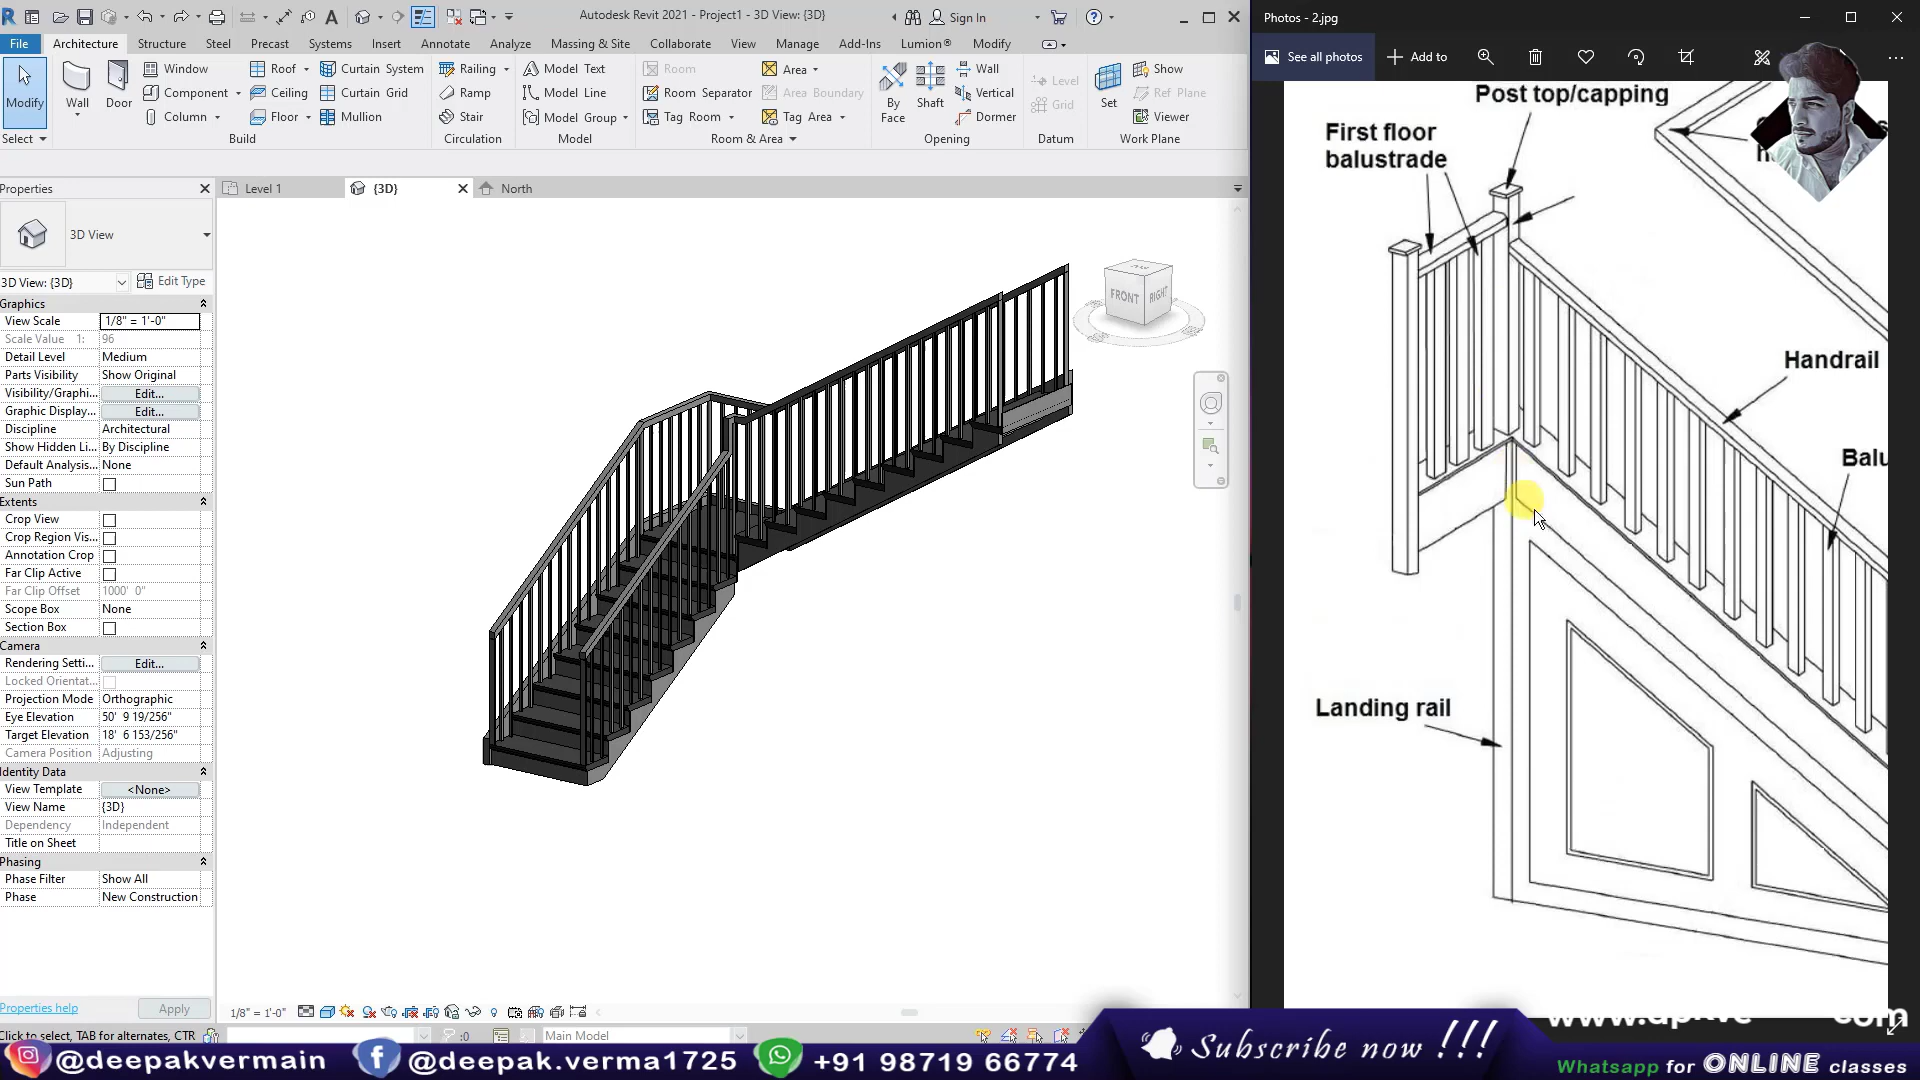 Autodesk Revit 2021 - Project1 - 3D View: {3D}
Sign In
File Architecture Structure Steel Precast Systems Insert Annotate Analyze Massing & Site Collaborate View Manage Add-Ins Lumion® Modify
Modify
Select
Wall
Door
Window
Component
Column
Roof
Ceiling
Floor
Curtain System
Curtain Grid
Mullion
Build
Railing
Ramp
Stair
Circulation
Model Text
Model Line
Model Group
Model
Room
Room Separator
Tag Room
Area
Area Boundary
Tag Area
Room & Area
By Face
Shaft
Wall
Vertical
Dormer
Opening
Level
Grid
Datum
Set
Show
Ref Plane
Viewer
Work Plane
Properties
Level 1
{3D}
North
3D View
3D View: {3D}
Edit Type
Graphics
View Scale 1/8" = 1'-0"
Scale Value 1: 96
Detail Level Medium
Parts Visibility Show Original
Visibility/Graphi... Edit...
Graphic Display... Edit...
Discipline Architectural
Show Hidden Li... By Discipline
Default Analysis... None
Sun Path
Extents
Crop View
Crop Region Vis...
Annotation Crop
Far Clip Active
Far Clip Offset 1000' 0"
Scope Box None
Section Box
Camera
Rendering Setti... Edit...
Locked Orientat...
Projection Mode Orthographic
Eye Elevation 50' 9 19/256"
Target Elevation 18' 6 153/256"
Camera Position Adjusting
Identity Data
View Template <None>
View Name {3D}
Dependency Independent
Title on Sheet
Phasing
Phase Filter Show All
Phase New Construction
Properties help
Apply
FRONT
RIGHT
1/8" = 1'-0"
Click to select, TAB for alternates, CTR
:0
Main Model
Photos - 2.jpg
See all photos
Add to
Post top/capping
First floor
balustrade
Handrail
Balu
Landing rail
@deepakvermain
@deepak.verma1725
+91 98719 66774
Subscribe now !!!
Whatsapp for ONLINE classes